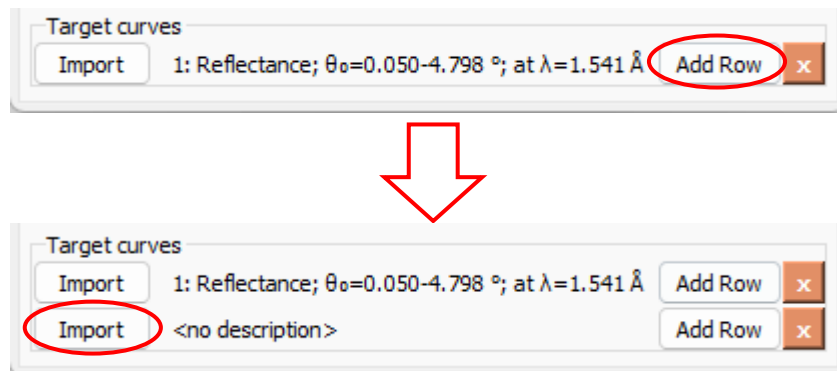 Target curves
Import 1: Reflectance; θ₀=0.050-4.798 °; at λ=1.541 Å Add Row x
Target curves
Import 1: Reflectance; θ₀=0.050-4.798 °; at λ=1.541 Å Add Row x
Import <no description> Add Row x